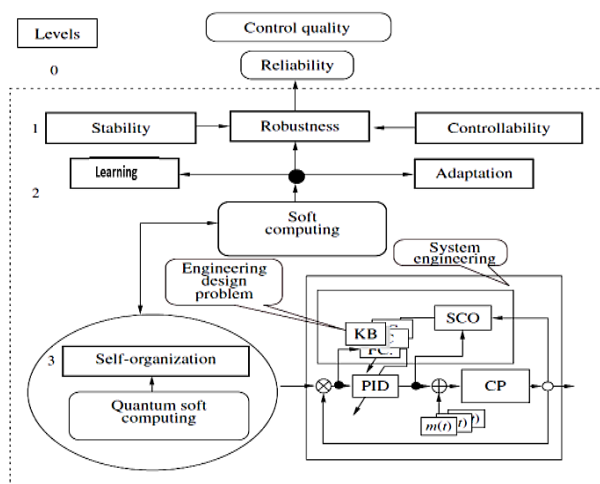 Levels
Control quality
0
Reliability
1
Stability
Robustness
Controllability
Learning
Adaptation
2
Soft
computing
System
engineering
Engineering
design
problem
SCO
KB
3
Self-organization
PID
CP
Quantum soft
computing
m(t)